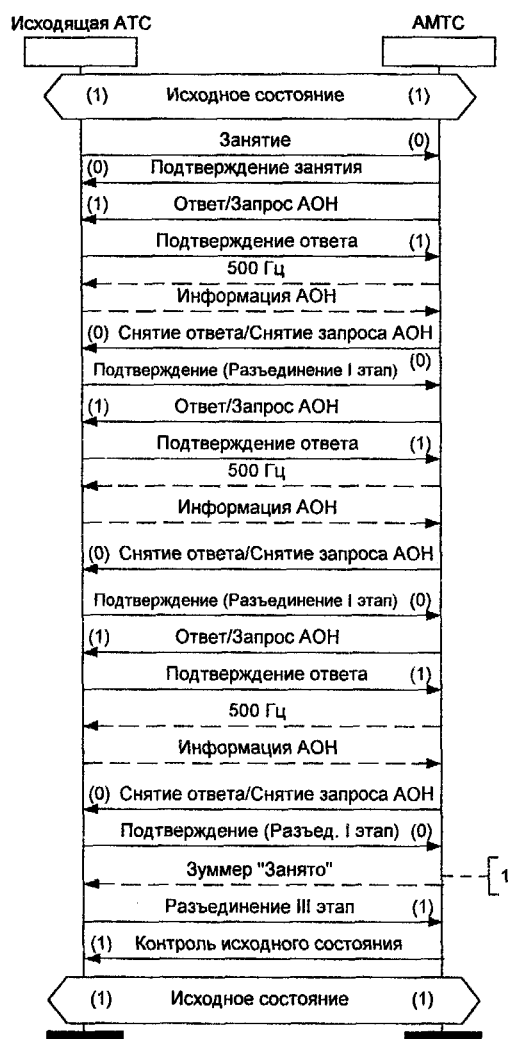 Исходящая АТС АМТС
(1) Исходное состояние (1)
Занятие (0)
(0) Подтверждение занятия
(1) Ответ/Запрос АОН
Подтверждение ответа (1)
500 Гц
Информация АОН
(0) Снятие ответа/Снятие запроса АОН
Подтверждение (Разъединение I этап) (0)
(1) Ответ/Запрос АОН
Подтверждение ответа (1)
500 Гц
Информация АОН
(0) Снятие ответа/Снятие запроса АОН
Подтверждение (Разъединение I этап) (0)
(1) Ответ/Запрос АОН
Подтверждение ответа (1)
500 Гц
Информация АОН
(0) Снятие ответа/Снятие запроса АОН
Подтверждение (Разъед. I этап) (0)
Зуммер "Занято" 1
Разъединение III этап (1)
(1) Контроль исходного состояния
(1) Исходное состояние (1)